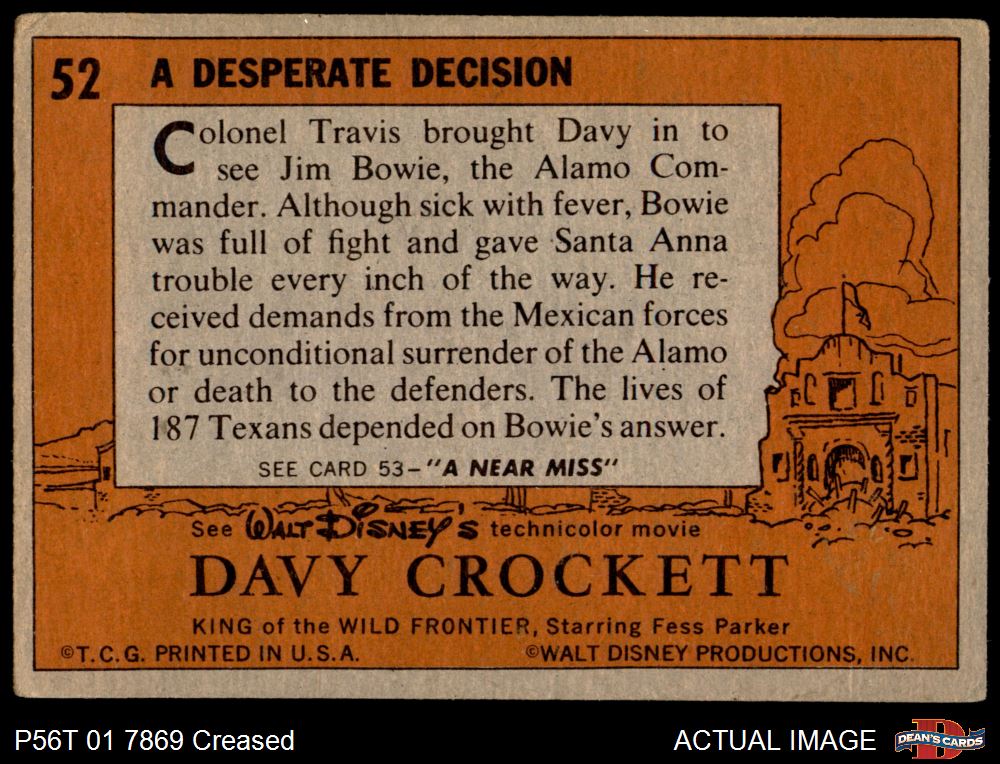 52 A DESPERATE DECISION
Colonel Travis brought Davy in to
see Jim Bowie, the Alamo Com-
mander. Although sick with fever, Bowie
was full of fight and gave Santa Anna
trouble every inch of the way. He re-
ceived demands from the Mexican forces
for unconditional surrender of the Alamo
or death to the defenders. The lives of
187 Texans depended on Bowie's answer.
SEE CARD 53–"A NEAR MISS"
See WALT DISNEY'S technicolor movie
DAVY CROCKETT
KING of the WILD FRONTIER, Starring Fess Parker
©T.C.G. PRINTED IN U.S.A. ©WALT DISNEY PRODUCTIONS, INC.
P56T 01 7869 Creased ACTUAL IMAGE DEAN'S CARDS